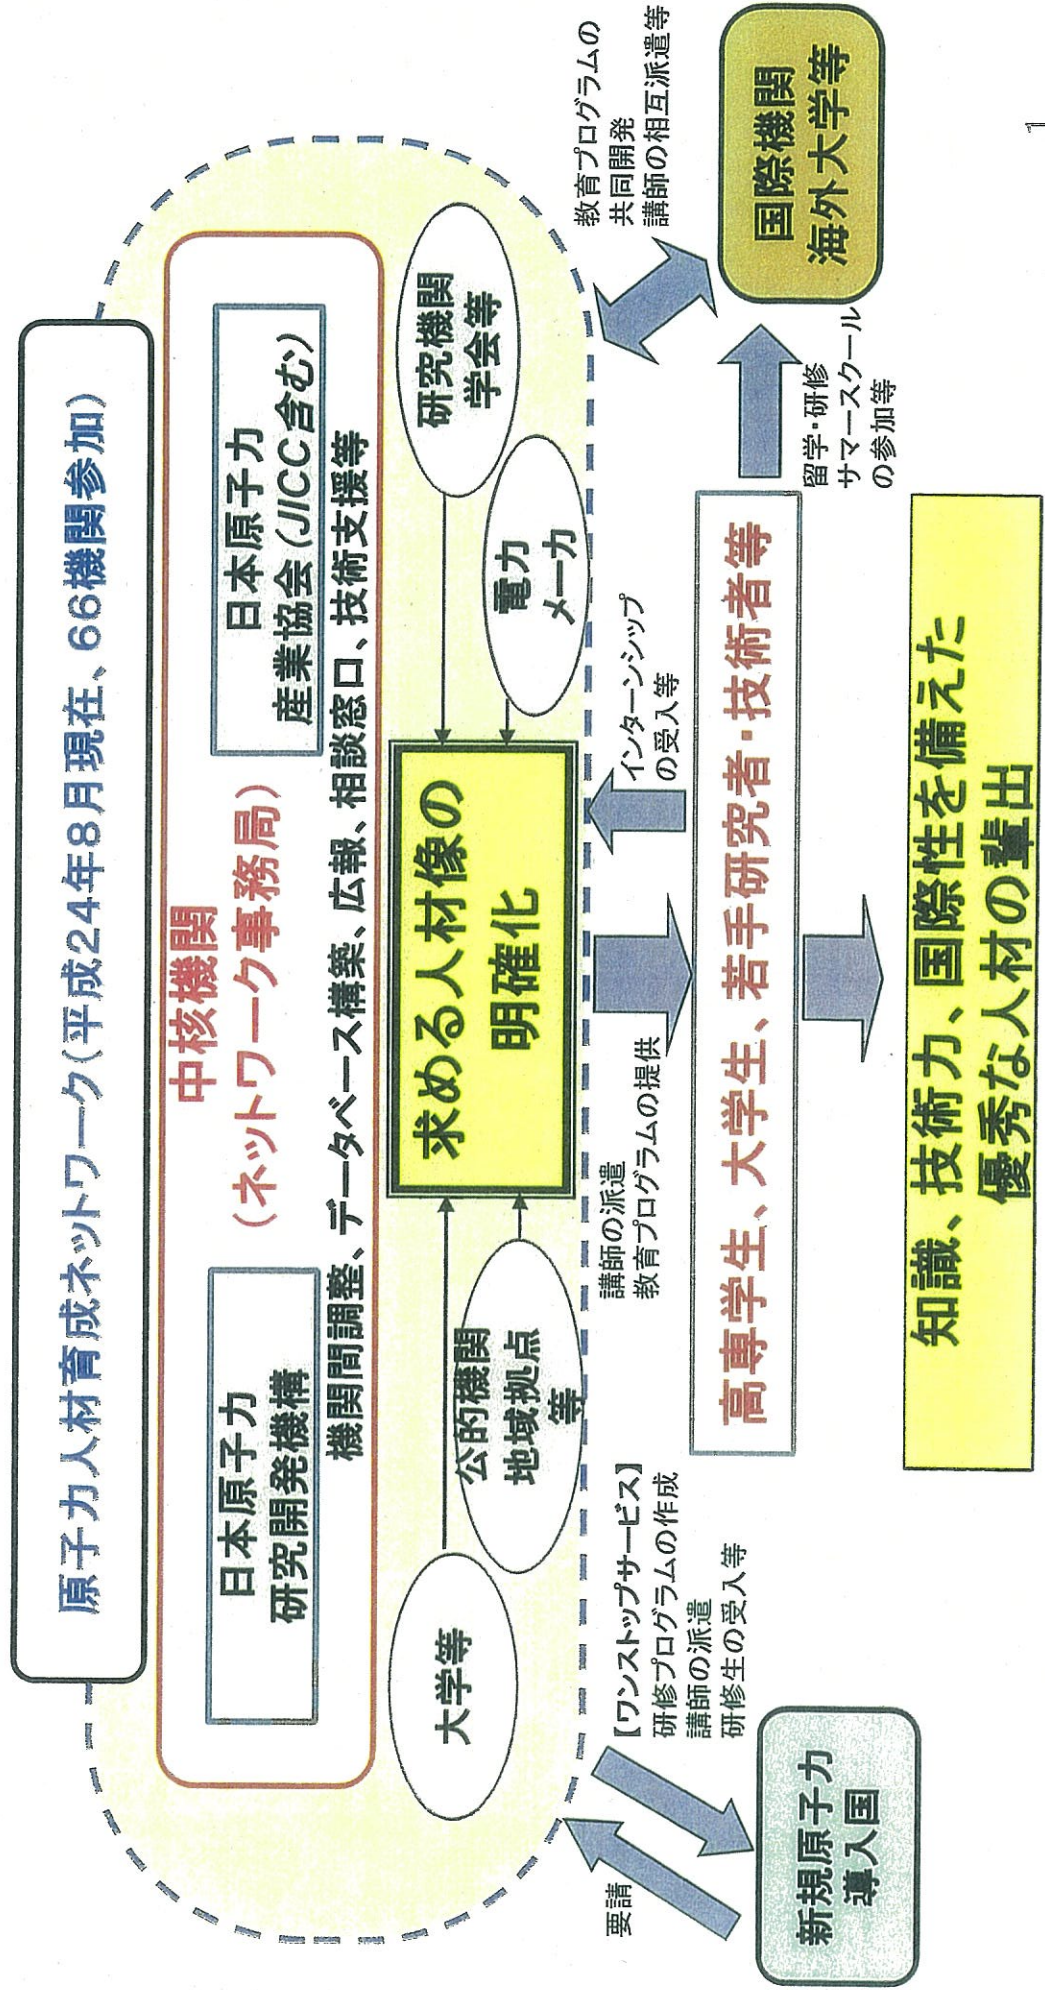 原子力人材育成ネットワーク(平成24年8月現在、66機関参加)
中核機関
(ネットワーク事務局)
日本原子力
研究開発機構
日本原子力
産業協会(JICC含む)
機関間調整、データベース構築、広報、相談窓口、技術支援等
大学等
公的機関
地域拠点
等
求める人材像の
明確化
電力
メーカ
研究機関
学会等
要請
【ワンストップサービス】
研修プログラムの作成
講師の派遣
研修生の受入等
講師の派遣
教育プログラムの提供
インターンシップ
の受入等
教育プログラムの
共同開発
講師の相互派遣等
新規原子力
導入国
高専学生、大学生、若手研究者・技術者等
留学・研修
サマースクール
の参加等
国際機関
海外大学等
知識、技術力、国際性を備えた
優秀な人材の輩出
1